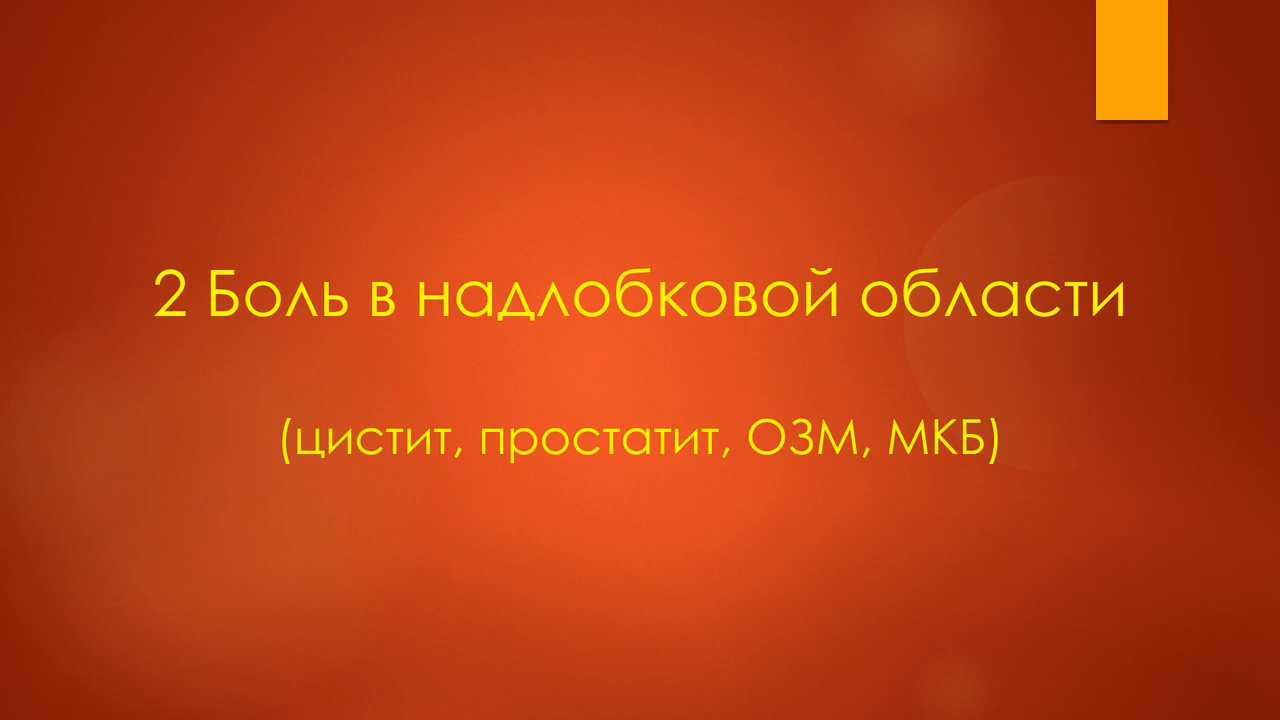 2 Боль в надлобковой области
(цистит, простатит, ОЗМ, МКБ)